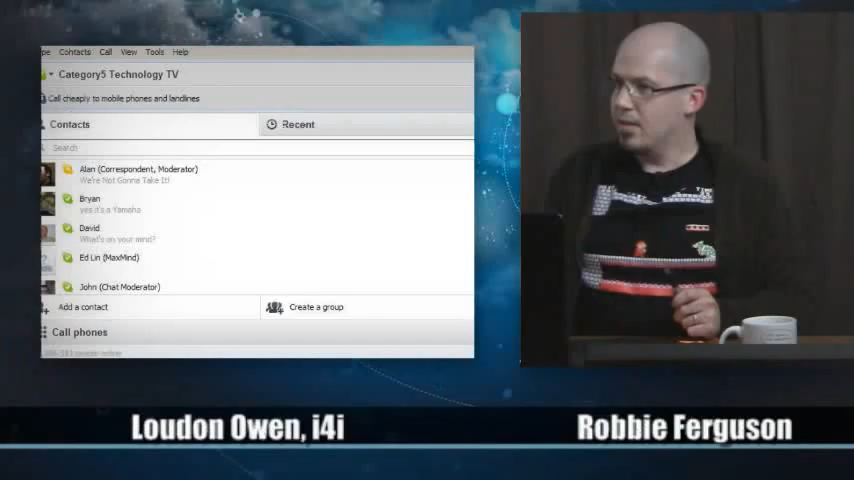 pe Contacts Call View Tools Help
Category5 Technology TV
Call cheaply to mobile phones and landlines
Contacts
Recent
Search
Alan (Correspondent, Moderator)
We're Not Gonna Take It!
Bryan
yes it's a Yamaha
David
What's on your mind?
Ed Lin (MaxMind)
John (Chat Moderator)
Add a contact
Create a group
Call phones
Loudon Owen, i4i
Robbie Ferguson